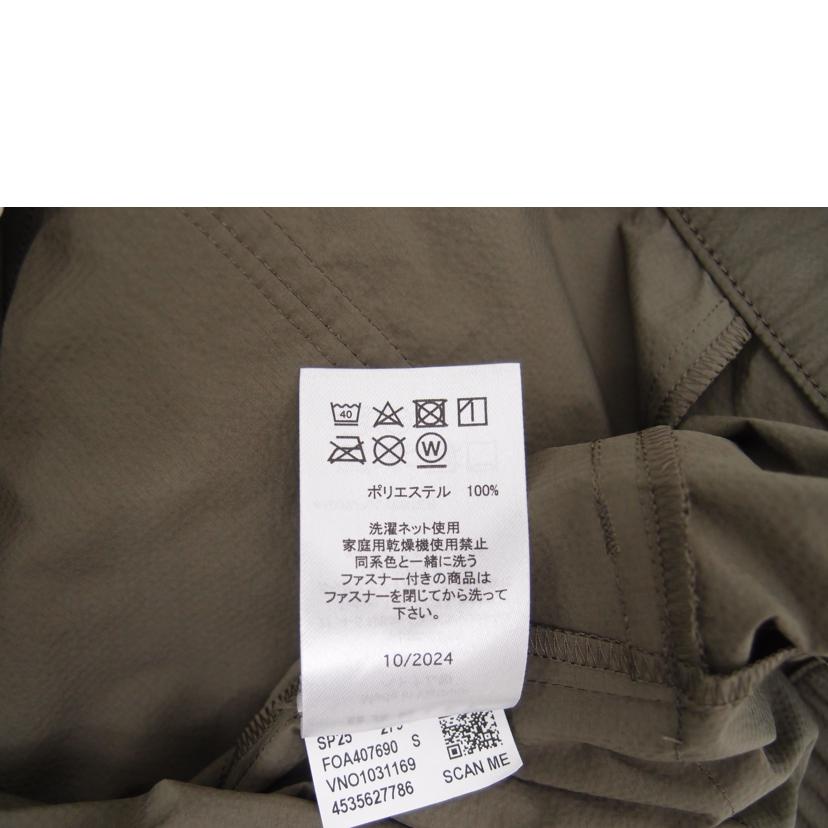 40
W
ポリエステル 100%
洗濯ネット使用
家庭用乾燥機使用禁止
同系色と一緒に洗う
ファスナー付きの商品は
ファスナーを閉じてから洗って
下さい。
10/2024
SP25
FOA407690 S
VNO1031169
4535627786
SCAN ME